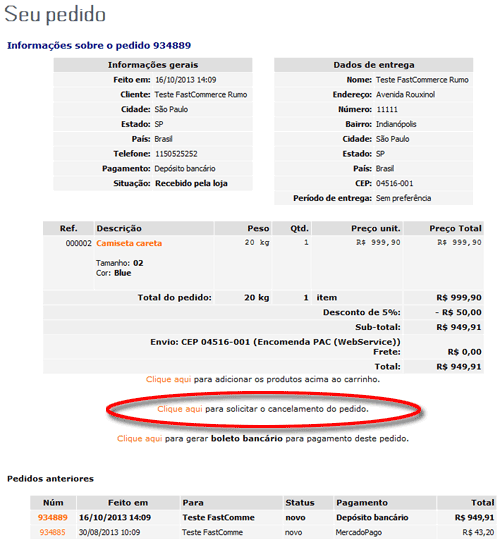 Seu pedido
Informações sobre o pedido 934889
Informações gerais
Feito em: 16/10/2013 14:09
Cliente: Teste FastCommerce Rumo
Cidade: São Paulo
Estado: SP
País: Brasil
Telefone: 1150525252
Pagamento: Depósito bancário
Situação: Recebido pela loja
Dados de entrega
Nome: Teste FastCommerce Rumo
Endereço: Avenida Rouxinol
Número: 11111
Bairro: Indianópolis
Cidade: São Paulo
Estado: SP
País: Brasil
CEP: 04516-001
Período de entrega: Sem preferência
Ref. Descrição Peso Qtd. Preço unit. Preço Total
000002 Camiseta careta 20 kg 1 R$ 999,90 R$ 999,90
Tamanho: 02
Cor: Blue
Total do pedido: 20 kg 1 item R$ 999,90
Desconto de 5%: - R$ 50,00
Sub-total: R$ 949,91
Envio: CEP 04516-001 (Encomenda PAC (WebService))
Frete: R$ 0,00
Total: R$ 949,91
Clique aqui para adicionar os produtos acima ao carrinho.
Clique aqui para solicitar o cancelamento do pedido.
Clique aqui para gerar boleto bancário para pagamento deste pedido.
Pedidos anteriores
Núm Feito em Para Status Pagamento Total
934889 16/10/2013 14:09 Teste FastComme novo Depósito bancário R$ 949,91
934885 30/08/2013 10:09 Teste FastComme novo MercadoPago R$ 43,20